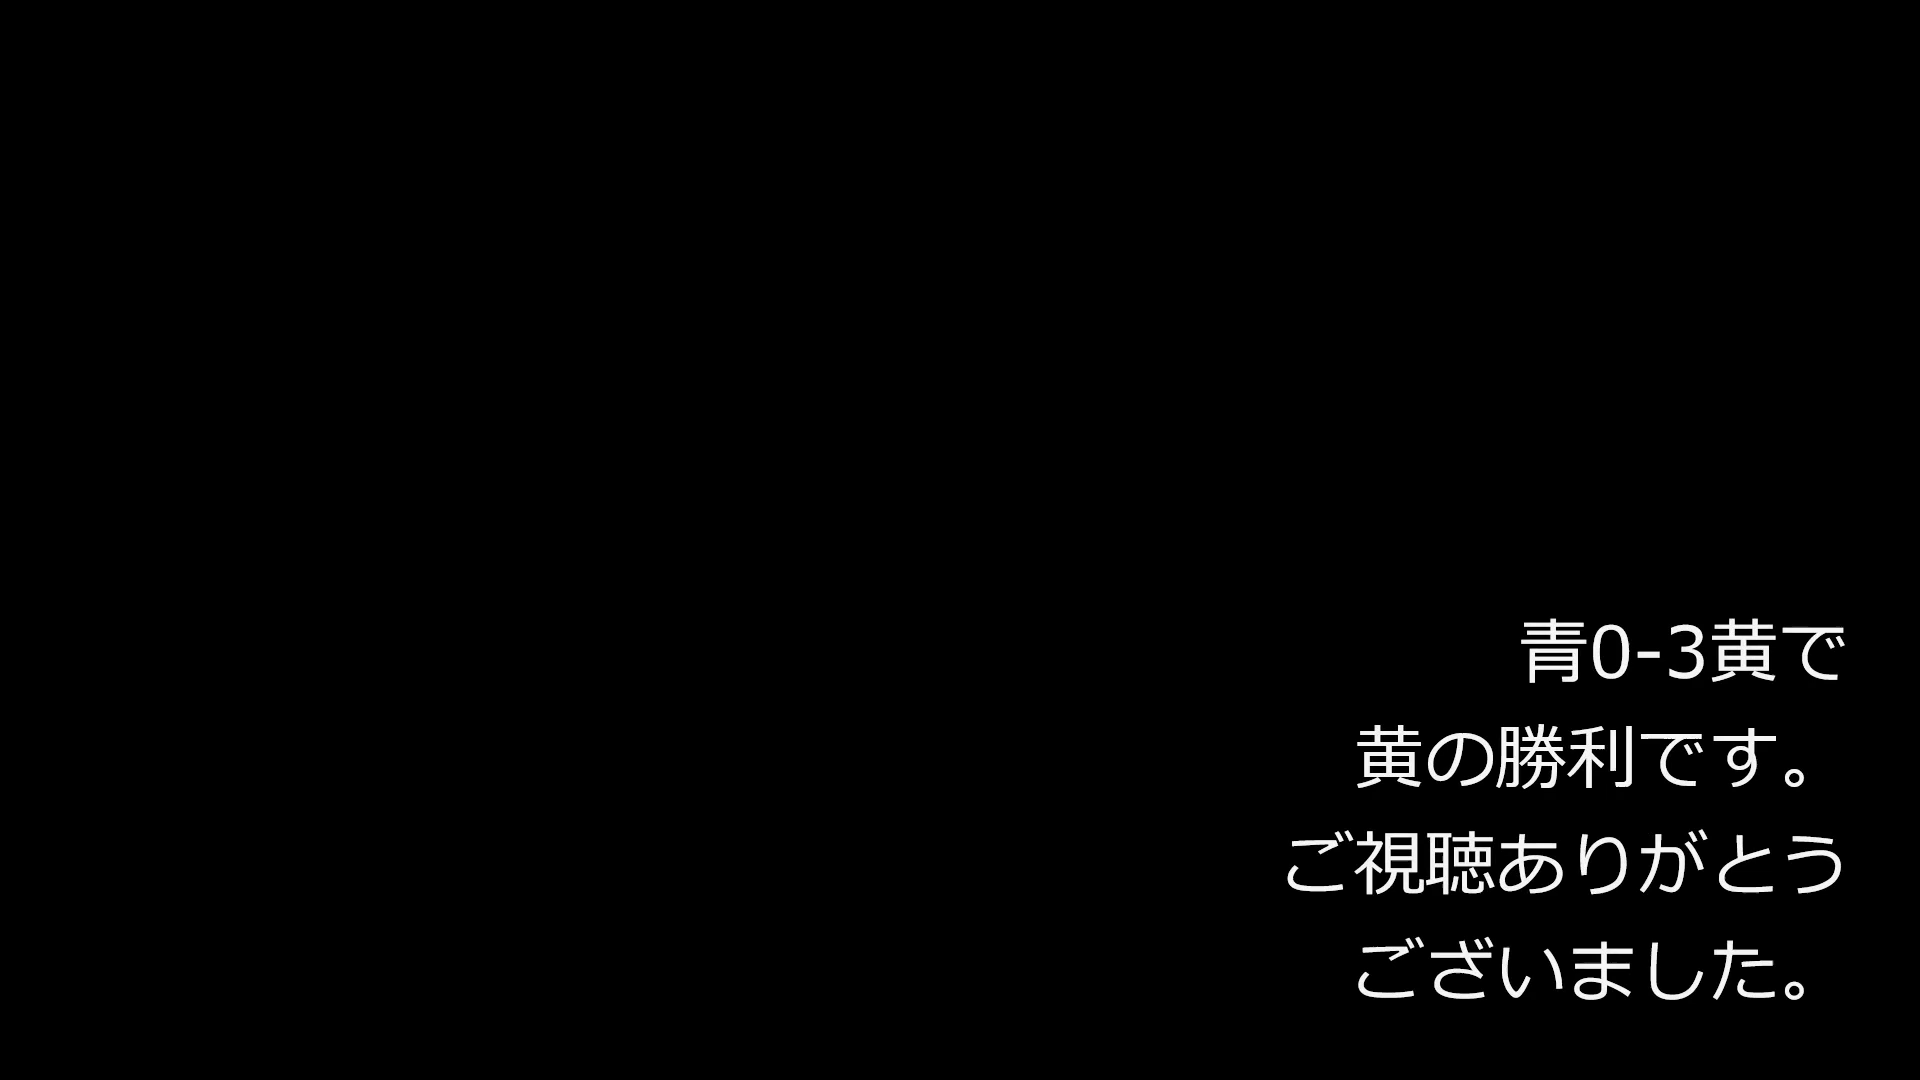 青0-3黄で
黄の勝利です。
ご視聴ありがとう
ございました。